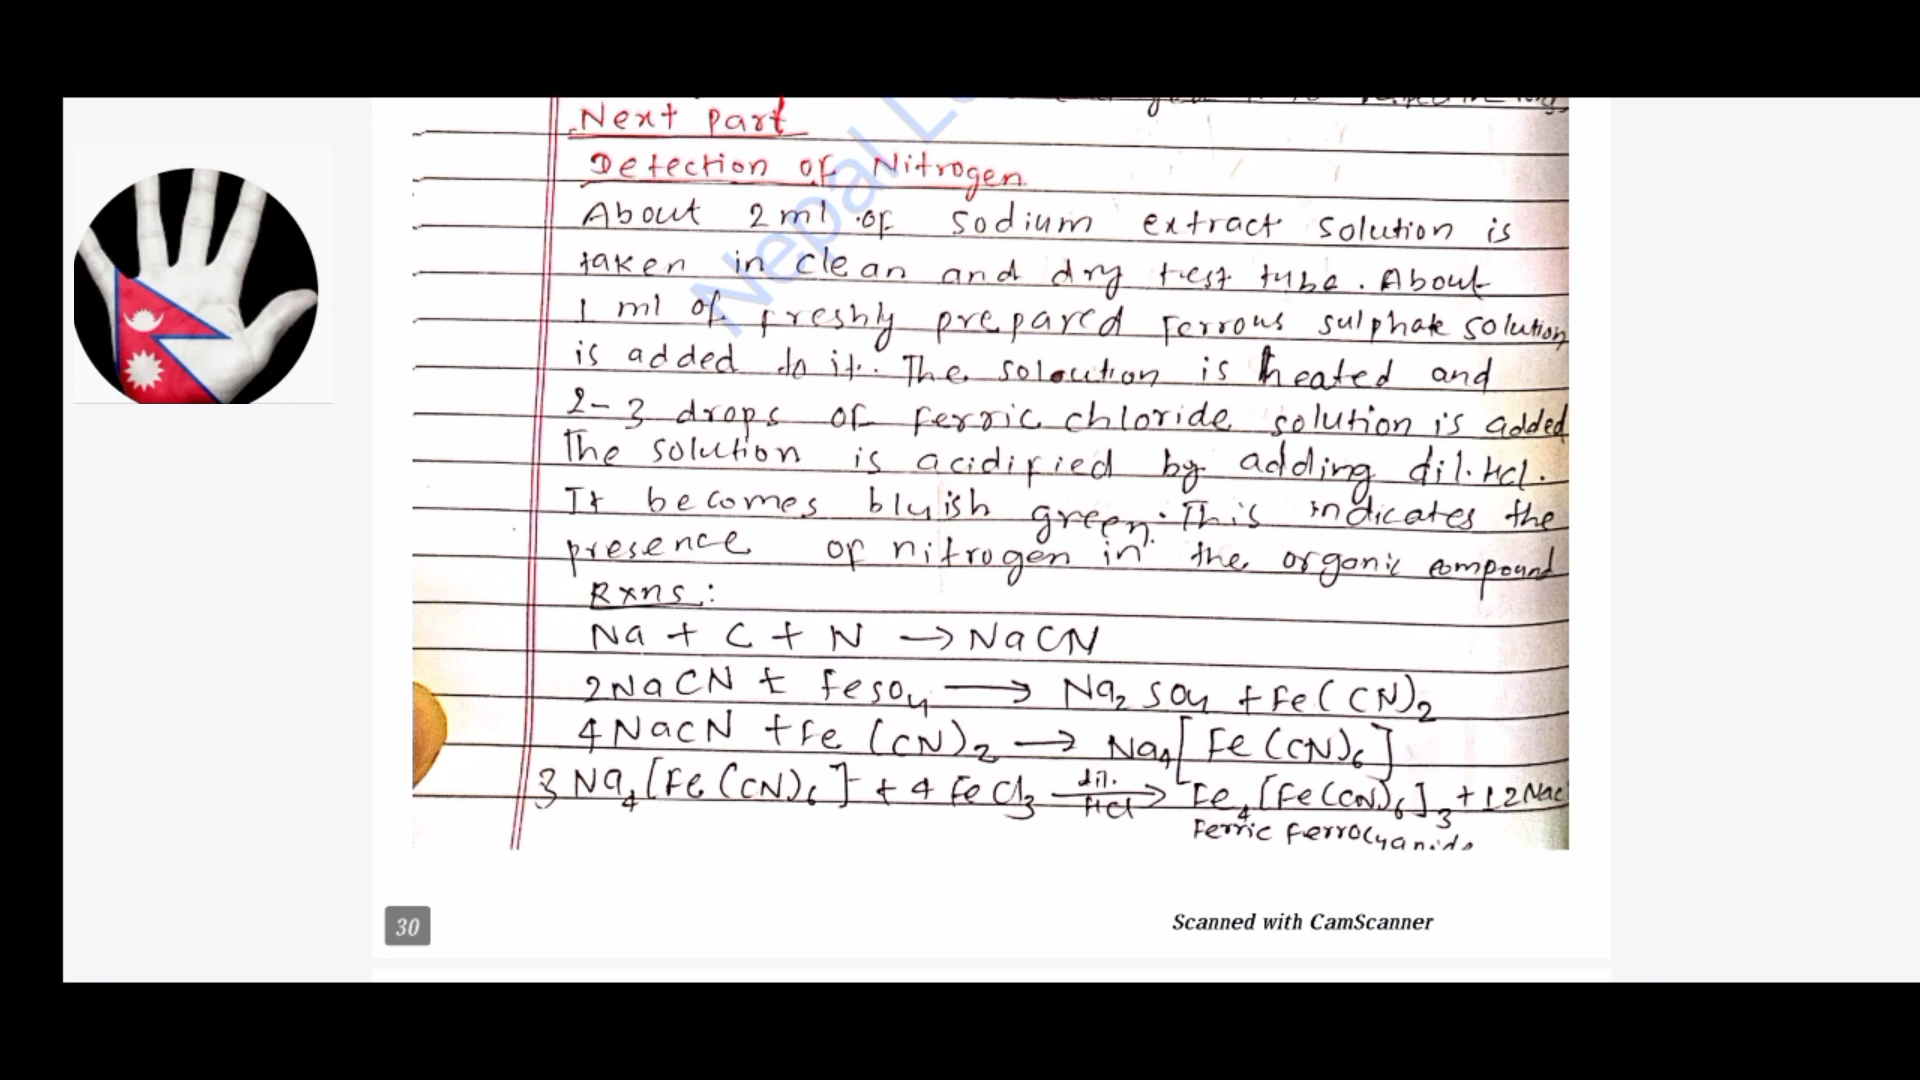 Next part
Detection of Nitrogen
About 2 ml of sodium extract solution is
taken in clean and dry test tube. About
1 ml of freshly prepared Ferrous sulphate solution
is added to it. The solution is heated and
2-3 drops of ferric chloride solution is added
The solution is acidified by adding dil. HCl.
It becomes bluish green. This indicates the
presence of nitrogen in the organic compound
Rxns:
Na + C + N → NaCN
2NaCN + FeSO4 → Na2SO4 + Fe(CN)2
4NaCN + Fe(CN)2 → Na4[Fe(CN)6]
3Na4[Fe(CN)6] + 4FeCl3 dil. HCl → Fe4[Fe(CN)6]3 + 12Nac
Ferric Ferrocyanide
Nepal
30
Scanned with CamScanner